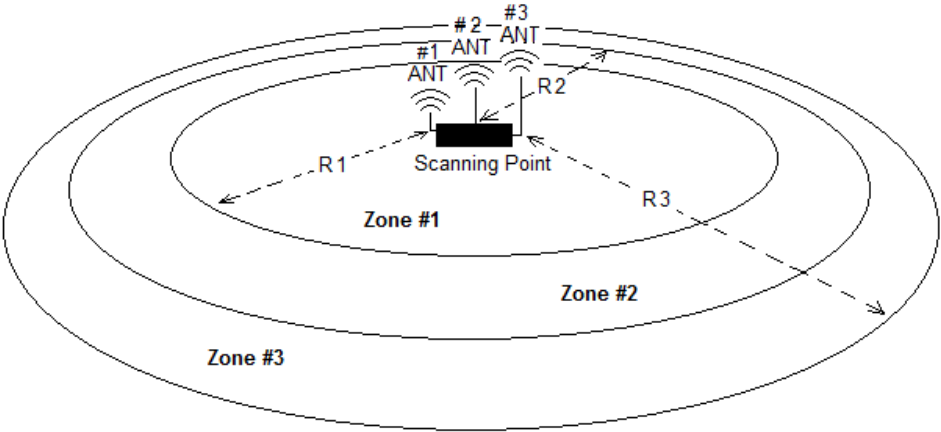 #3
ANT
#2
ANT
#1
ANT
R2
Scanning Point
R1
R3
Zone #1
Zone #2
Zone #3